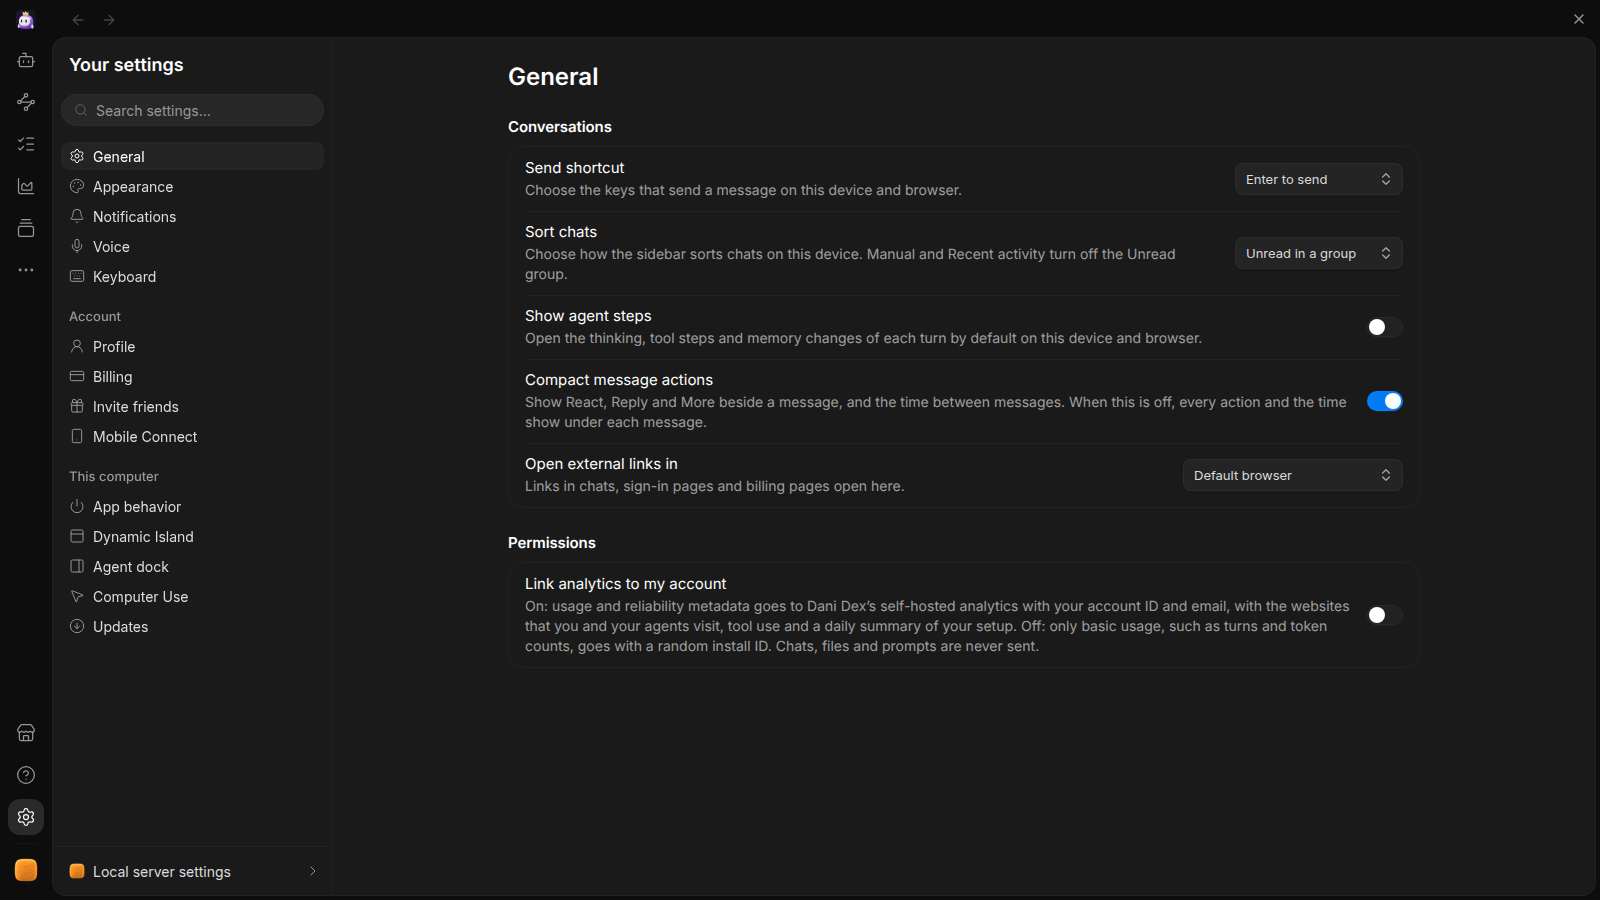 Your settings
Search settings...
General
Appearance
Notifications
Voice
Keyboard
Account
Profile
Billing
Invite friends
Mobile Connect
This computer
App behavior
Dynamic Island
Agent dock
Computer Use
Updates
Local server settings
General
Conversations
Send shortcut
Choose the keys that send a message on this device and browser.
Enter to send
Sort chats
Choose how the sidebar sorts chats on this device. Manual and Recent activity turn off the Unread
group.
Unread in a group
Show agent steps
Open the thinking, tool steps and memory changes of each turn by default on this device and browser.
Compact message actions
Show React, Reply and More beside a message, and the time between messages. When this is off, every action and the time
show under each message.
Open external links in
Links in chats, sign-in pages and billing pages open here.
Default browser
Permissions
Link analytics to my account
On: usage and reliability metadata goes to Dani Dex’s self-hosted analytics with your account ID and email, with the websites
that you and your agents visit, tool use and a daily summary of your setup. Off: only basic usage, such as turns and token
counts, goes with a random install ID. Chats, files and prompts are never sent.